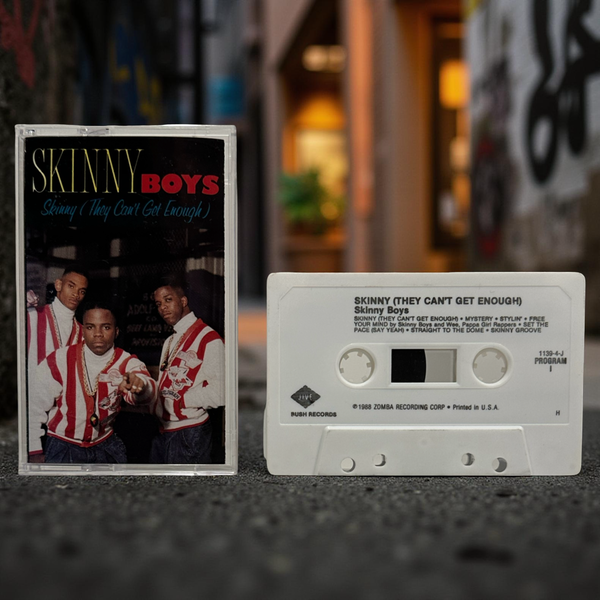 SKINNY BOYS
Skinny (They Can't Get Enough)
SKINNY (THEY CAN'T GET ENOUGH)
Skinny Boys
SKINNY (THEY CAN'T GET ENOUGH) • MYSTERY • STYLIN' • FREE
YOUR MIND by Skinny Boys and Wee, Pappa Girl Rappers • SET THE
PACE (SAY YEAH) • STRAIGHT TO THE DOME • SKINNY GROOVE
1139-4-J
PROGRAM
I
JIVE
BUSH RECORDS
℗1988 ZOMBA RECORDING CORP • Printed in U.S.A.
H